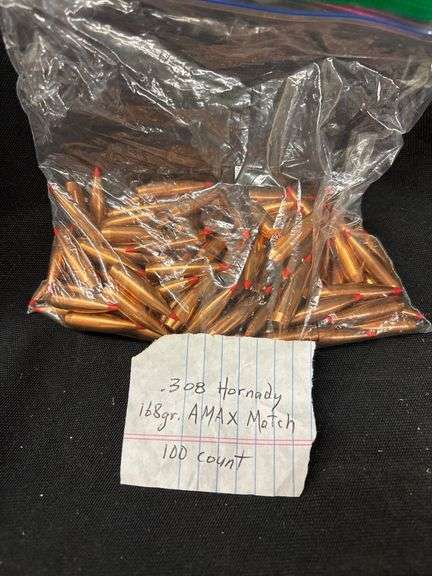 .308 Hornady
168gr. AMAX Match
100 count